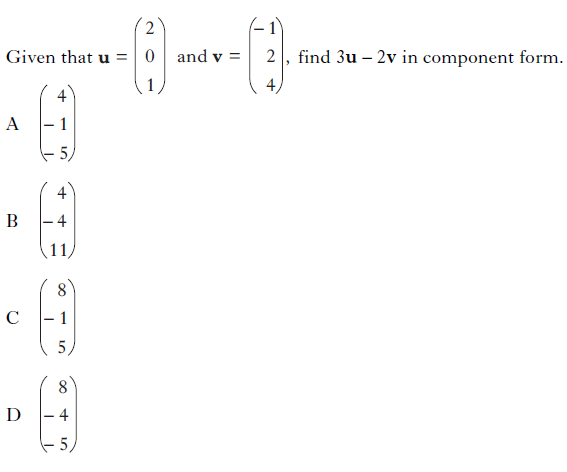 Given that u = ( 2 0 1 ) and v = ( – 1 2 4 ), find 3u – 2v in component form.
A ( 4 – 1 – 5 )
B ( 4 – 4 11 )
C ( 8 – 1 5 )
D ( 8 – 4 – 5 )